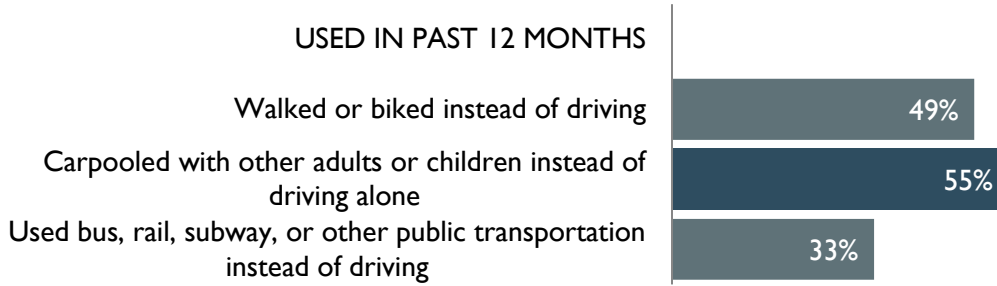 USED IN PAST 12 MONTHS
Walked or biked instead of driving
49%
Carpooled with other adults or children instead of
driving alone
55%
Used bus, rail, subway, or other public transportation
instead of driving
33%